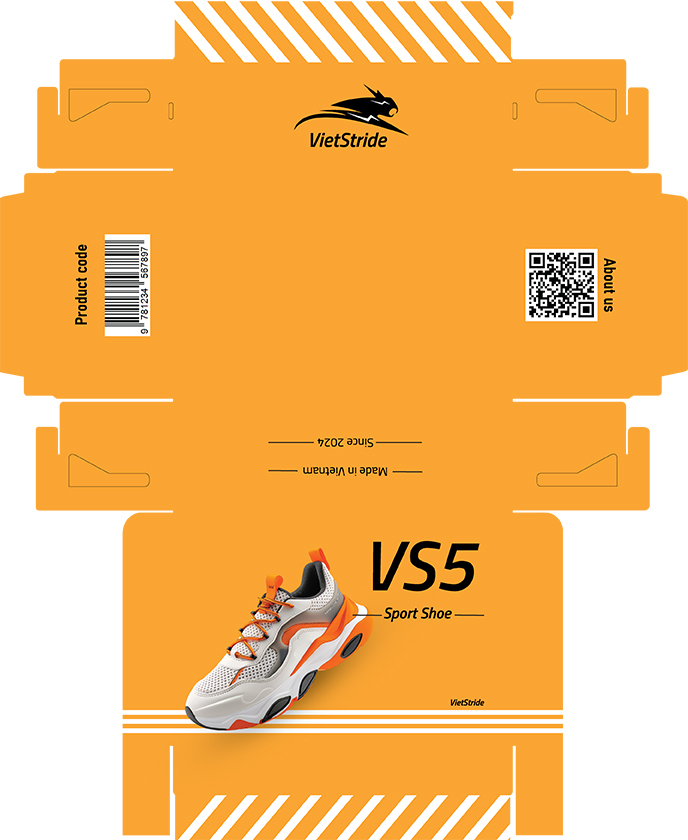 VietStride
Product code
9 781234 567897
About us
Since 2024
Made in Vietnam
VS5
Sport Shoe
VietStride